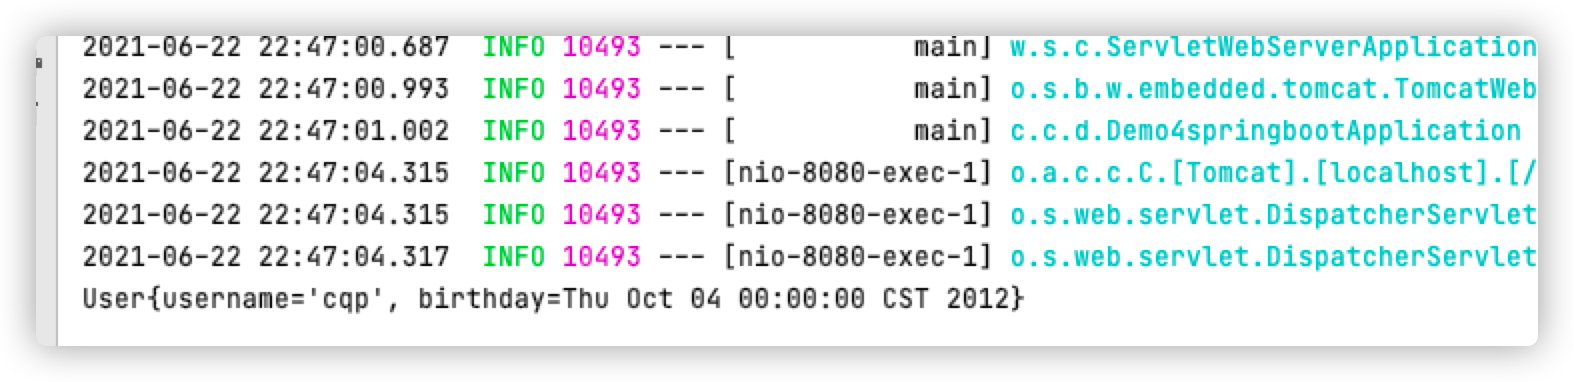 2021-06-22 22:47:00.687  INFO 10493 --- [           main] w.s.c.ServletWebServerApplication
2021-06-22 22:47:00.993  INFO 10493 --- [           main] o.s.b.w.embedded.tomcat.TomcatWeb
2021-06-22 22:47:01.002  INFO 10493 --- [           main] c.c.d.Demo4springbootApplication
2021-06-22 22:47:04.315  INFO 10493 --- [nio-8080-exec-1] o.a.c.c.C.[Tomcat].[localhost].[/
2021-06-22 22:47:04.315  INFO 10493 --- [nio-8080-exec-1] o.s.web.servlet.DispatcherServlet
2021-06-22 22:47:04.317  INFO 10493 --- [nio-8080-exec-1] o.s.web.servlet.DispatcherServlet
User{username='cqp', birthday=Thu Oct 04 00:00:00 CST 2012}